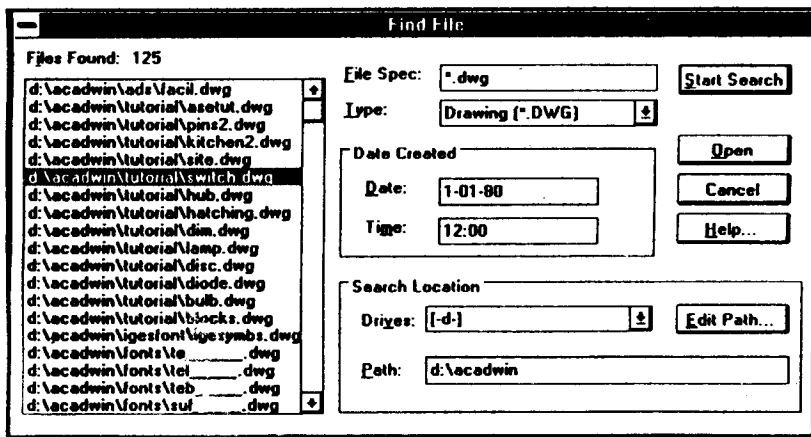 Find File
Files Found: 125
d:\acadwin\ads\facil.dwg
d:\acadwin\tutorial\asetut.dwg
d:\acadwin\tutorial\pins2.dwg
d:\acadwin\tutorial\kitchen2.dwg
d:\acadwin\tutorial\site.dwg
d:\acadwin\tutorial\switch.dwg
d:\acadwin\tutorial\hub.dwg
d:\acadwin\tutorial\hatching.dwg
d:\acadwin\tutorial\dim.dwg
d:\acadwin\tutorial\lamp.dwg
d:\acadwin\tutorial\disc.dwg
d:\acadwin\tutorial\diode.dwg
d:\acadwin\tutorial\bulb.dwg
d:\acadwin\tutorial\blocks.dwg
d:\acadwin\igesfont\igesymbs.dwg
d:\acadwin\fonts\te______.dwg
d:\acadwin\fonts\tel_____.dwg
d:\acadwin\fonts\teb_____.dwg
d:\acadwin\fonts\suf_____.dwg
File Spec: *.dwg
Type: Drawing (*.DWG)
Date Created
Date: 1-01-80
Time: 12:00
Search Location
Drives: [-d-]
Edit Path...
Path: d:\acadwin
Start Search
Open
Cancel
Help...